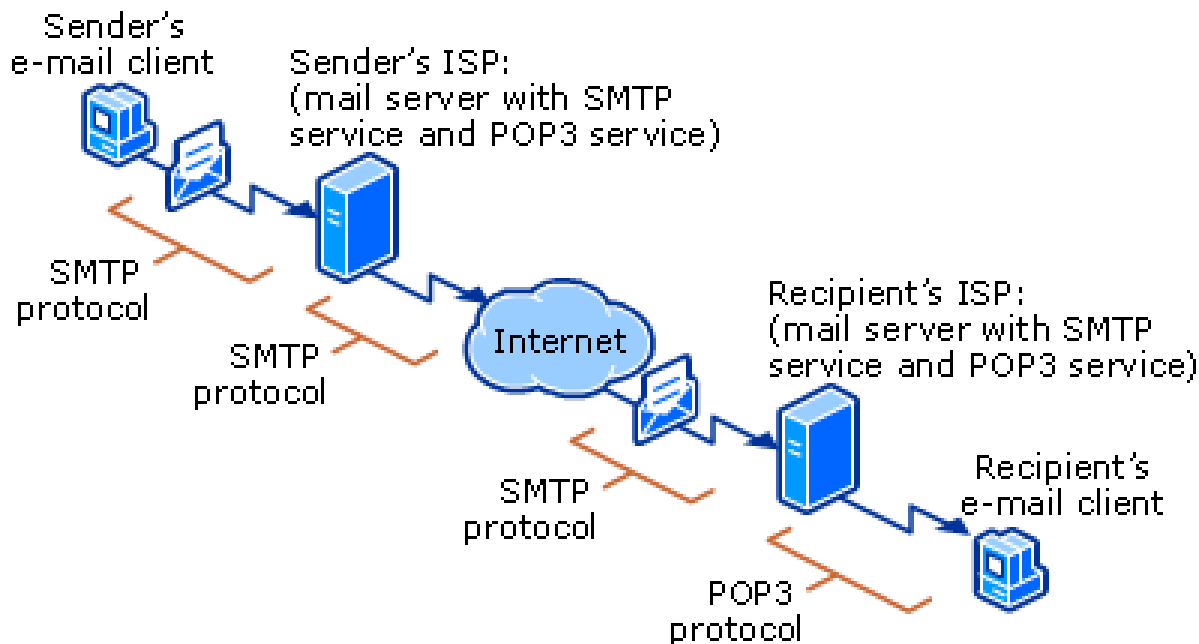 Sender's
e-mail client
Sender's ISP:
(mail server with SMTP
service and POP3 service)
SMTP
protocol
SMTP
protocol
Internet
Recipient's ISP:
(mail server with SMTP
service and POP3 service)
SMTP
protocol
Recipient's
e-mail client
POP3
protocol